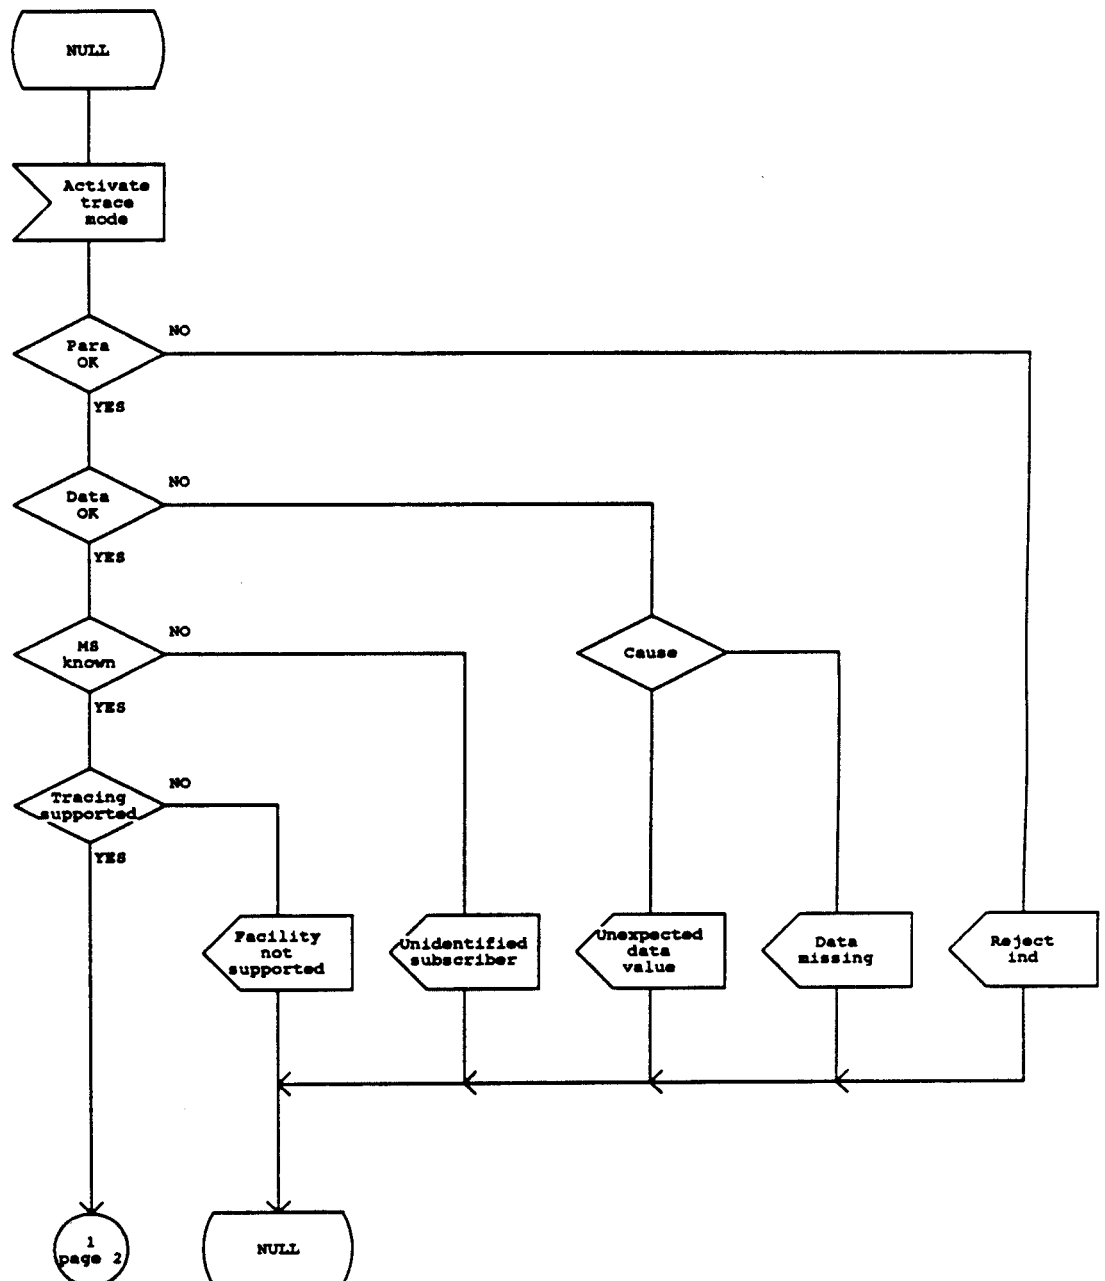 NULL
Activate
trace
mode
NO
Para
OK
YES
NO
Data
OK
YES
NO
MS
known
Cause
YES
NO
Tracing
supported
YES
Facility
not
supported
Unidentified
subscriber
Unexpected
data
value
Data
missing
Reject
ind
1
page 2
NULL